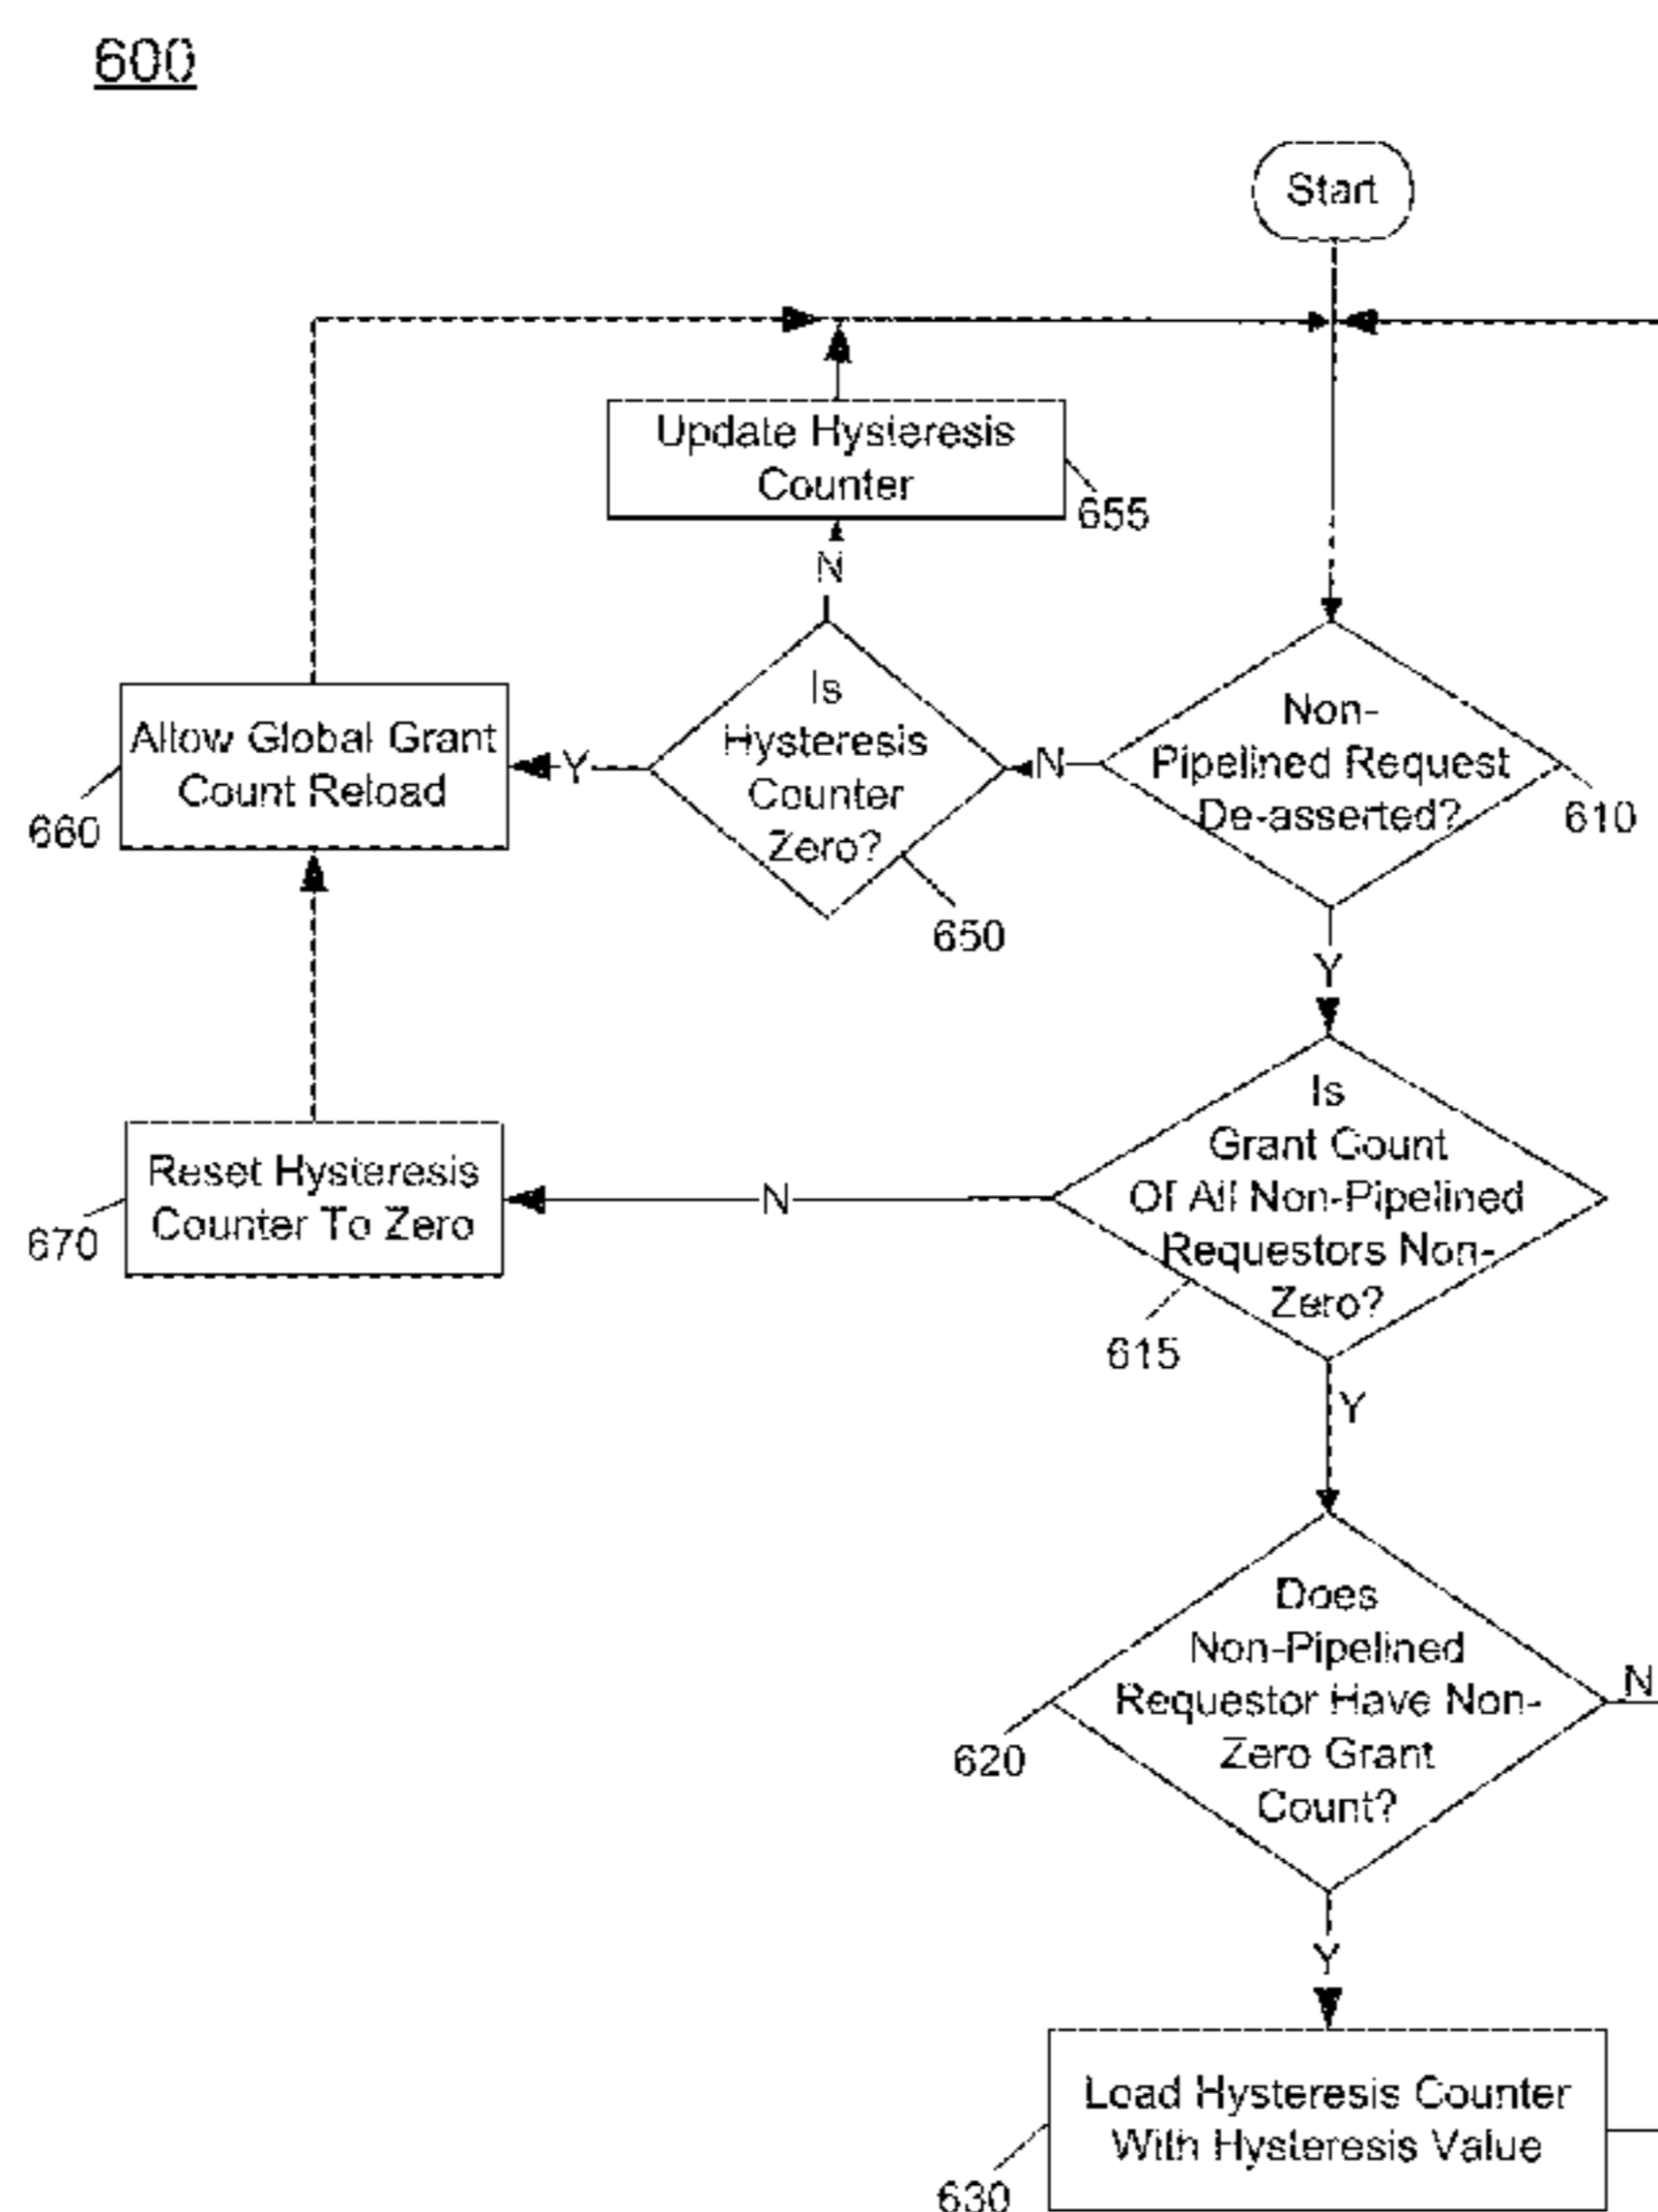 600
Start
Update Hysteresis
Counter
655
N
Is
Hysteresis
Counter
Zero?
650
Y
Allow Global Grant
Count Reload
660
N
Non-
Pipelined Request
De-asserted?
610
Y
Is
Grant Count
Of All Non-Pipelined
Requestors Non-
Zero?
615
N
Reset Hysteresis
Counter To Zero
670
Y
Does
Non-Pipelined
Requestor Have Non-
Zero Grant
Count?
620
N
Y
Load Hysteresis Counter
With Hysteresis Value
630